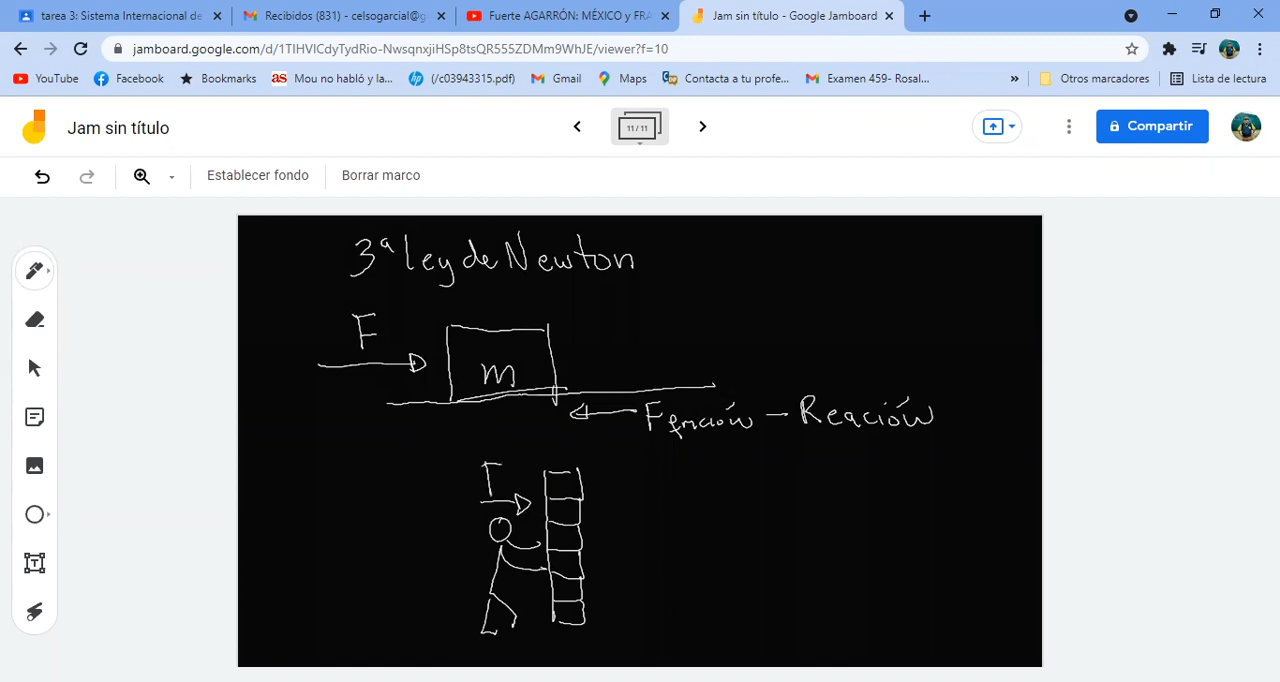 tarea 3: Sistema Internacional de
Recibidos (831) - celsogarcial@g
Fuerte AGARRÓN: MÉXICO y FRA
Jam sin título - Google Jamboard
jamboard.google.com/d/1TIHVlCdyTydRio-NwsqnxjiHSp8tsQR555ZDMm9WhJE/viewer?f=10
YouTube
Facebook
Bookmarks
as Mou no habló y la...
hp (/c03943315.pdf)
Gmail
Maps
Contacta a tu profe...
Examen 459- Rosal...
»
Otros marcadores
Lista de lectura
Jam sin título
11 / 11
Compartir
Establecer fondo
Borrar marco
3ª ley de Newton
F
m
F fricción - Reación
F